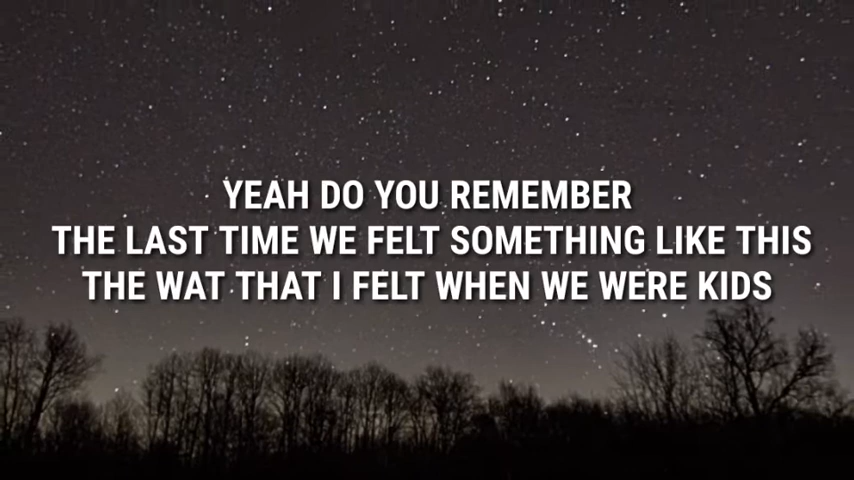 YEAH DO YOU REMEMBER
THE LAST TIME WE FELT SOMETHING LIKE THIS
THE WAT THAT I FELT WHEN WE WERE KIDS